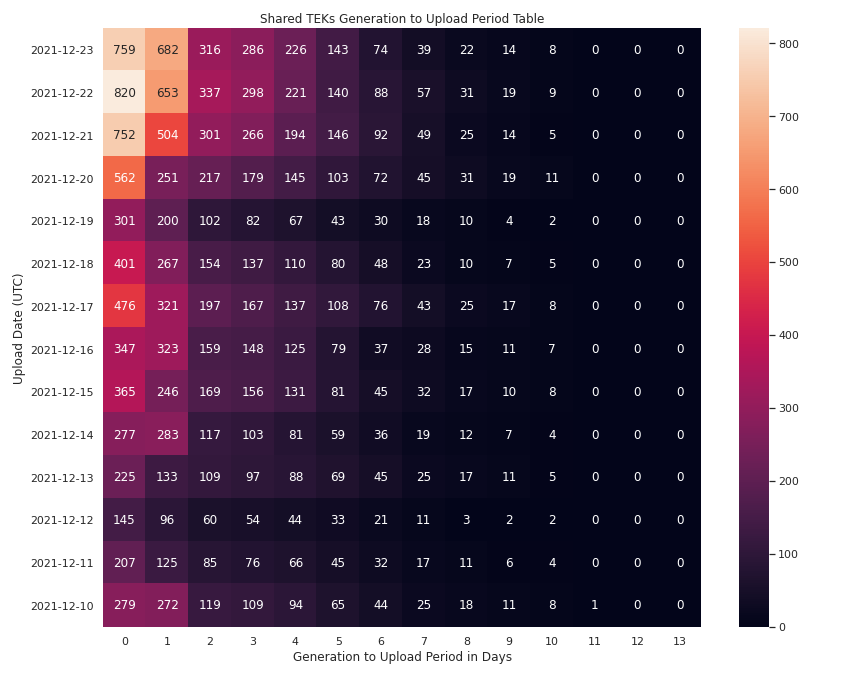 Shared TEKs Generation to Upload Period Table
2021-12-23 759 682 316 286 226 143 74 39 22 14 8 0 0 0
2021-12-22 820 653 337 298 221 140 88 57 31 19 9 0 0 0
2021-12-21 752 504 301 266 194 146 92 49 25 14 5 0 0 0
2021-12-20 562 251 217 179 145 103 72 45 31 19 11 0 0 0
2021-12-19 301 200 102 82 67 43 30 18 10 4 2 0 0 0
2021-12-18 401 267 154 137 110 80 48 23 10 7 5 0 0 0
2021-12-17 476 321 197 167 137 108 76 43 25 17 8 0 0 0
2021-12-16 347 323 159 148 125 79 37 28 15 11 7 0 0 0
2021-12-15 365 246 169 156 131 81 45 32 17 10 8 0 0 0
2021-12-14 277 283 117 103 81 59 36 19 12 7 4 0 0 0
2021-12-13 225 133 109 97 88 69 45 25 17 11 5 0 0 0
2021-12-12 145 96 60 54 44 33 21 11 3 2 2 0 0 0
2021-12-11 207 125 85 76 66 45 32 17 11 6 4 0 0 0
2021-12-10 279 272 119 109 94 65 44 25 18 11 8 1 0 0
0 1 2 3 4 5 6 7 8 9 10 11 12 13
Generation to Upload Period in Days
Upload Date (UTC)
800
700
600
500
400
300
200
100
0